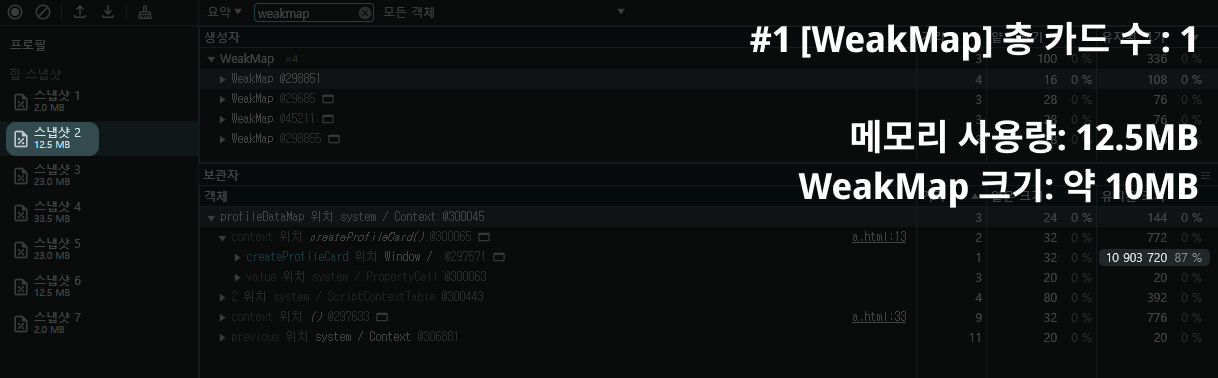 요약 weakmap 모든 객체
#1 [WeakMap] 총 카드 수 : 1
프로필
생성자
힙 스냅샷
WeakMap ×4 3 100 0 % 336 0 %
스냅샷 1
2.0 MB
WeakMap @298851 4 16 0 % 108 0 %
WeakMap @29685 3 28 0 % 76 0 %
스냅샷 2
12.5 MB
WeakMap @45211 3 28 0 % 76 0 %
WeakMap @298855
메모리 사용량: 12.5MB
스냅샷 3
23.0 MB
보관자
WeakMap 크기: 약 10MB
객체
스냅샷 4
33.5 MB
profileDataMap 위치 system / Context @300045 3 24 0 % 144 0 %
context 위치 createProfileCard() @300065 a.html:13 2 32 0 % 772 0 %
스냅샷 5
23.0 MB
createProfileCard 위치 Window / @297571 1 32 0 % 10 903 720 87 %
value 위치 system / PropertyCell @300063 3 20 0 % 20 0 %
스냅샷 6
12.5 MB
2 위치 system / ScriptContextTable @300443 4 80 0 % 392 0 %
context 위치 () @297633 a.html:33 9 32 0 % 776 0 %
스냅샷 7
2.0 MB
previous 위치 system / Context @306881 11 20 0 % 20 0 %